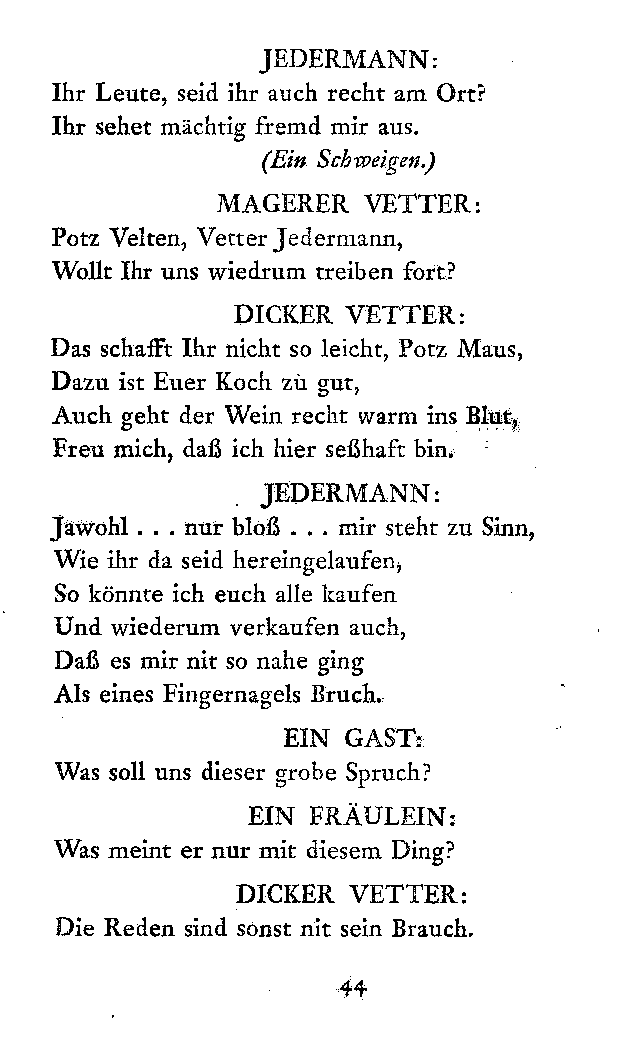 JEDERMANN:
Ihr Leute, seid ihr auch recht am Ort?
Ihr sehet mächtig fremd mir aus.
(Ein Schweigen.)
MAGERER VETTER:
Potz Velten, Vetter Jedermann,
Wollt Ihr uns wiedrum treiben fort?
DICKER VETTER:
Das schafft Ihr nicht so leicht, Potz Maus,
Dazu ist Euer Koch zu gut,
Auch geht der Wein recht warm ins Blut,
Freu mich, daß ich hier seßhaft bin.
JEDERMANN:
Jawohl . . . nur bloß . . . mir steht zu Sinn,
Wie ihr da seid hereingelaufen,
So könnte ich euch alle kaufen
Und wiederum verkaufen auch,
Daß es mir nit so nahe ging
Als eines Fingernagels Bruch.
EIN GAST:
Was soll uns dieser grobe Spruch?
EIN FRÄULEIN:
Was meint er nur mit diesem Ding?
DICKER VETTER:
Die Reden sind sonst nit sein Brauch.
44